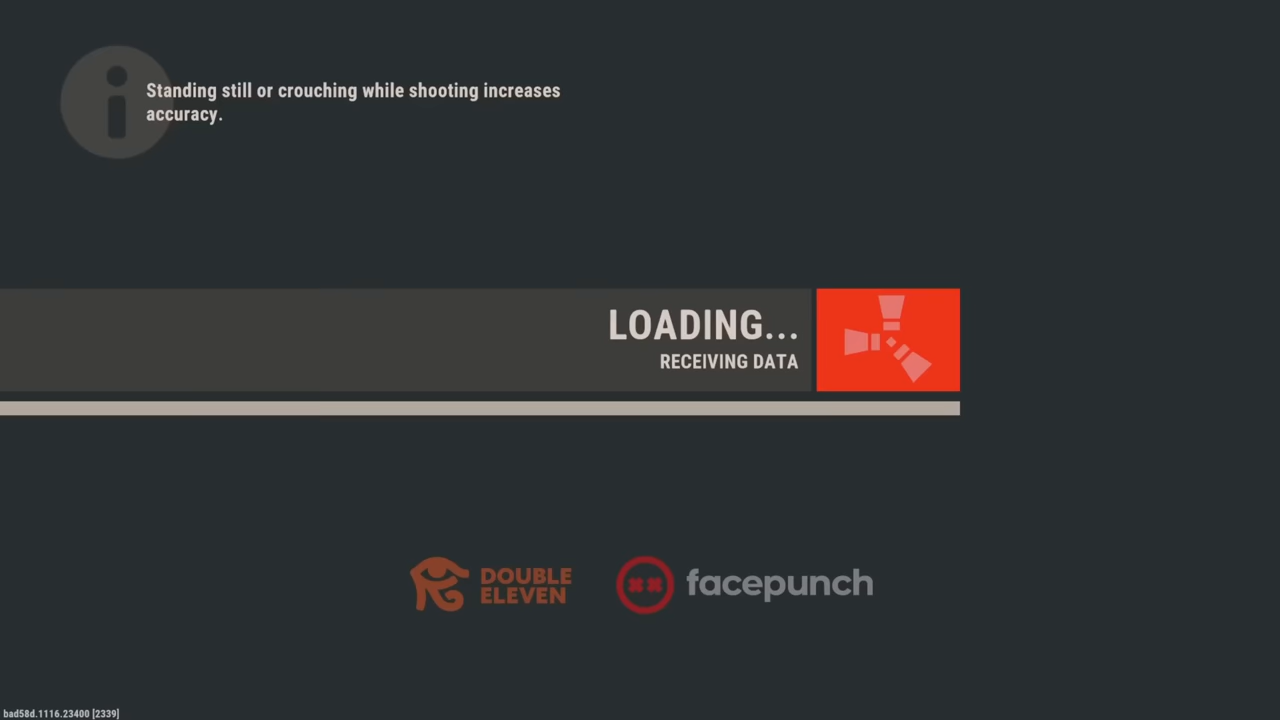 Standing still or crouching while shooting increases
accuracy.
LOADING...
RECEIVING DATA
DOUBLE
ELEVEN
facepunch
bad58d.1116.23400 [2339]